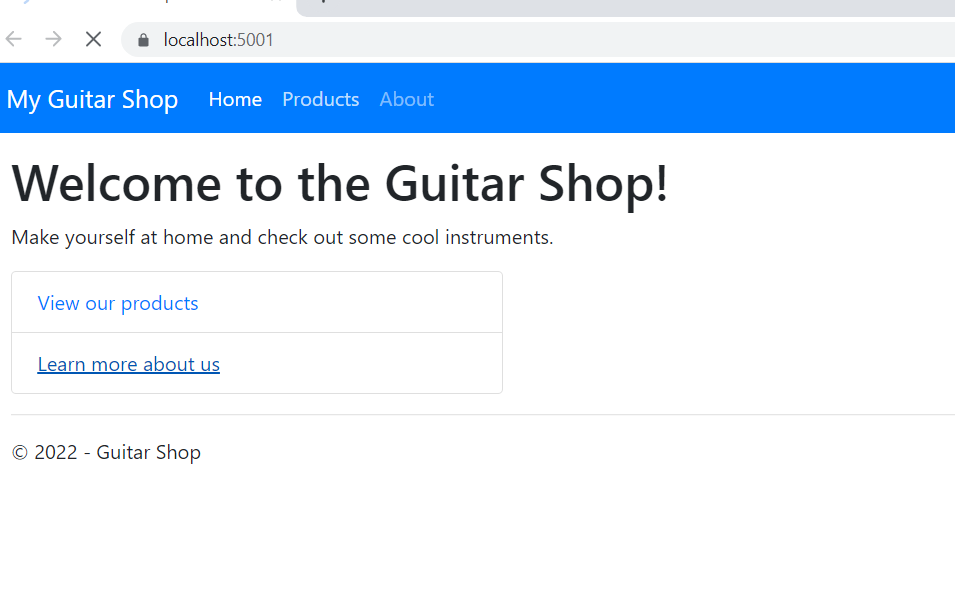 localhost:5001
My Guitar Shop Home Products About
Welcome to the Guitar Shop!
Make yourself at home and check out some cool instruments.
View our products
Learn more about us
© 2022 - Guitar Shop